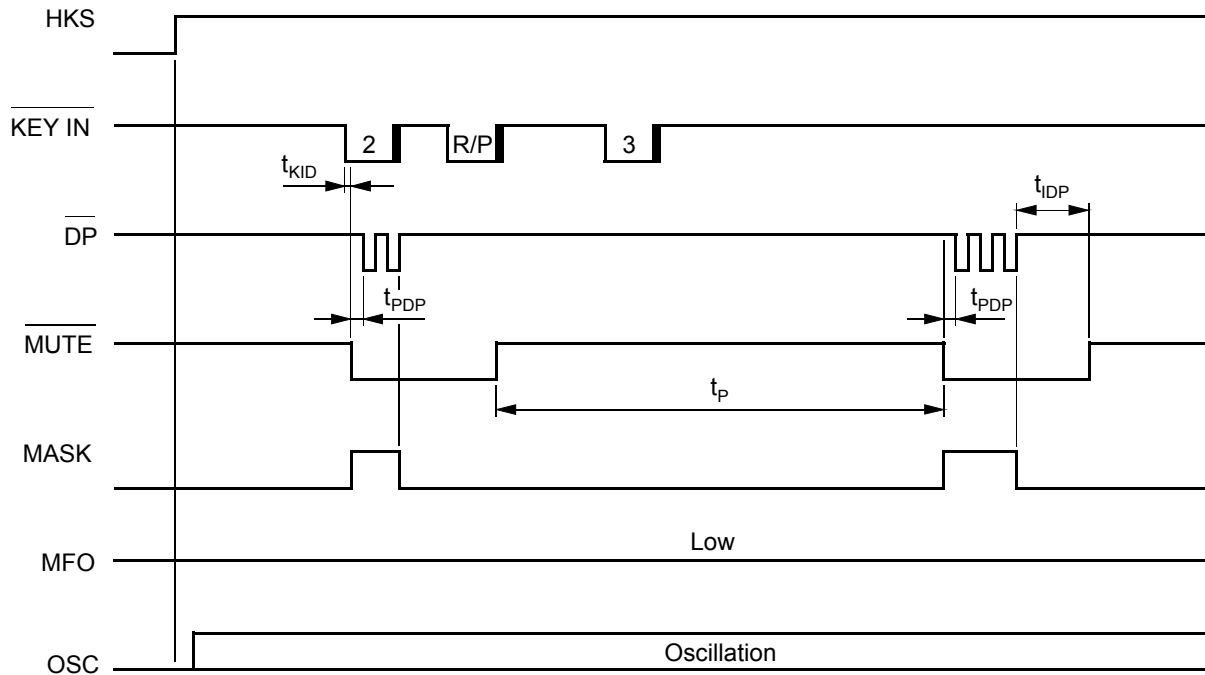 HKS
KEY IN
2
R/P
3
tKID
tIDP
DP
tPDP
tPDP
MUTE
tP
MASK
Low
MFO
Oscillation
OSC